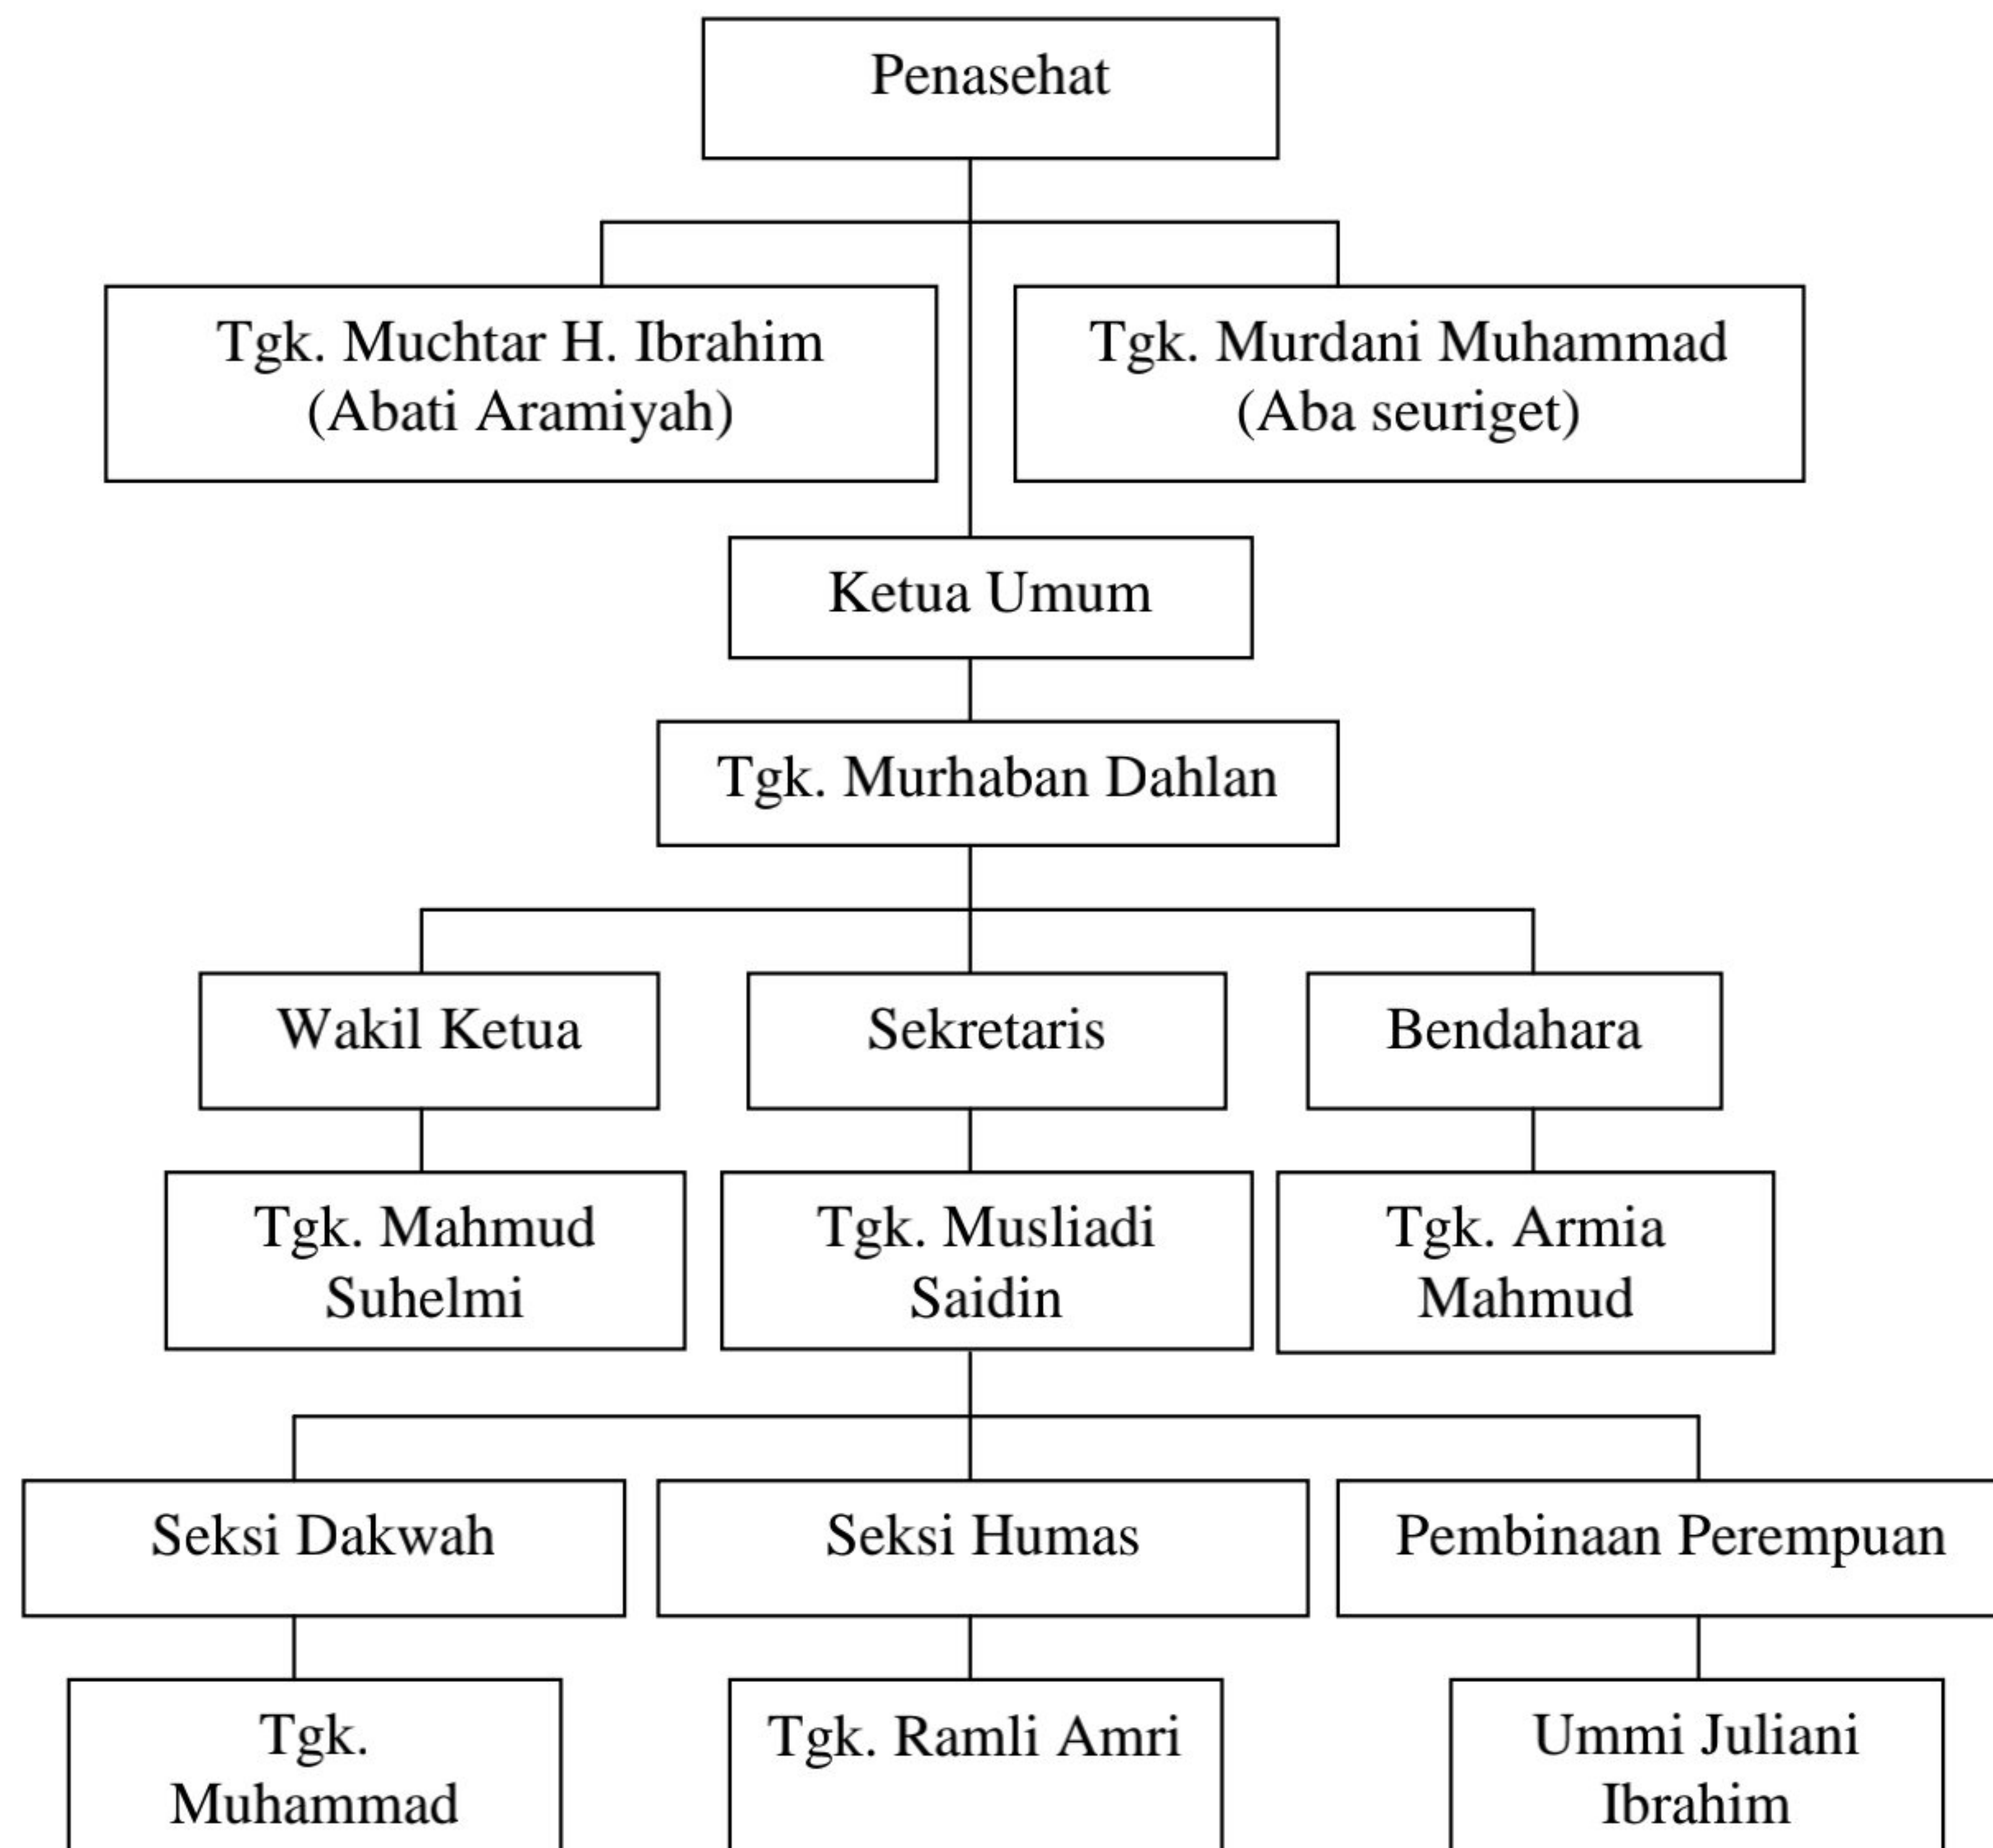 Penasehat
Tgk. Muchtar H. Ibrahim
(Abati Aramiyah)
Tgk. Murdani Muhammad
(Aba seuriget)
Ketua Umum
Tgk. Murhaban Dahlan
Wakil Ketua
Sekretaris
Bendahara
Tgk. Mahmud
Suhelmi
Tgk. Musliadi
Saidin
Tgk. Armia
Mahmud
Seksi Dakwah
Seksi Humas
Pembinaan Perempuan
Tgk.
Muhammad
Tgk. Ramli Amri
Ummi Juliani
Ibrahim